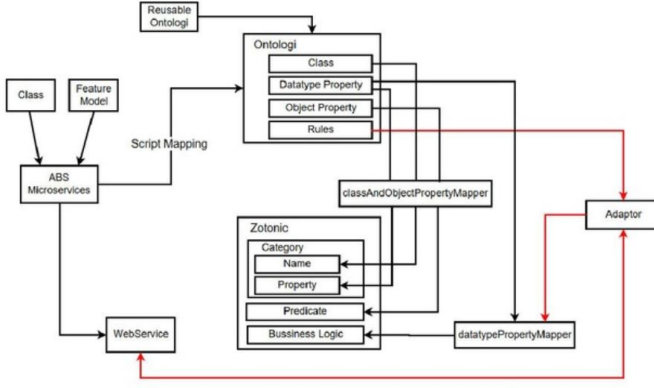 Reusable
Ontologi
Ontologi
Class
Datatype Property
Object Property
Rules
Class
Feature
Model
Script Mapping
ABS
Microservices
classAndObjectPropertyMapper
Adaptor
Zotonic
Category
Name
Property
Predicate
Bussiness Logic
WebService
datatypePropertyMapper